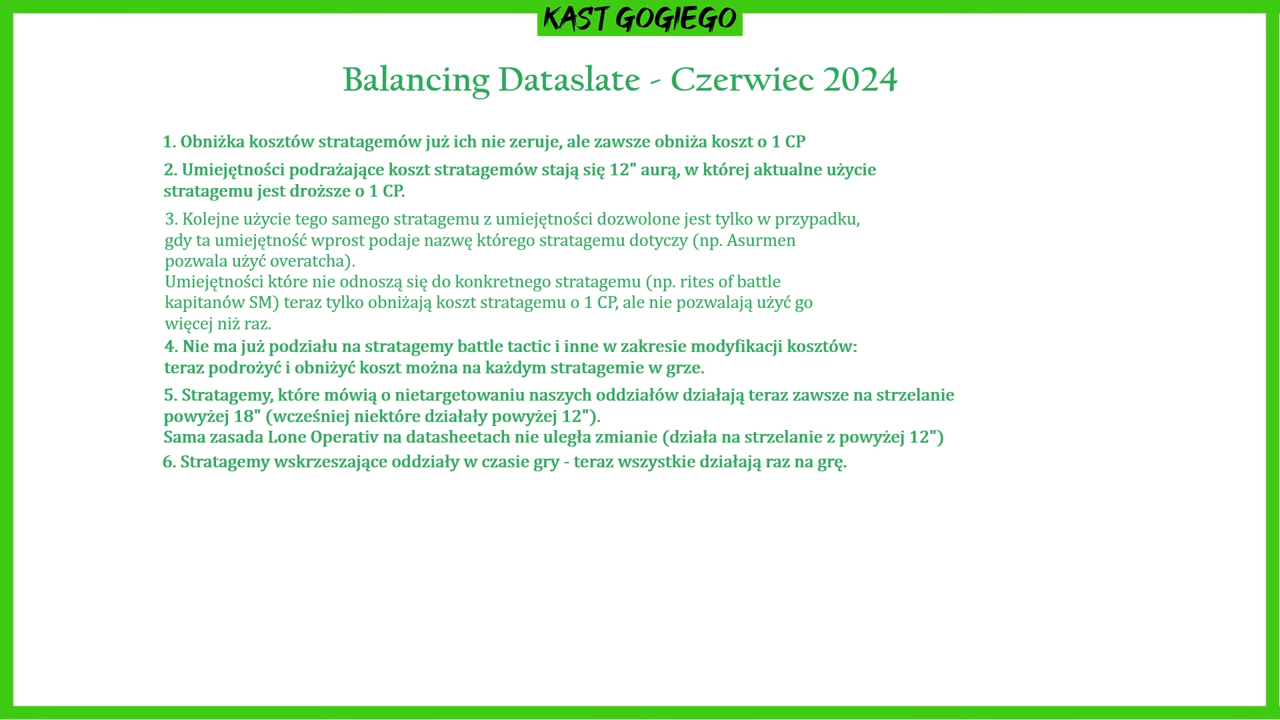 KAST GOGIEGO
Balancing Dataslate - Czerwiec 2024
1. Obniżka kosztów stratagemów już ich nie zeruje, ale zawsze obniża koszt o 1 CP
2. Umiejętności podrażające koszt stratagemów stają się 12" aurą, w której aktualne użycie
stratagemu jest droższe o 1 CP.
3. Kolejne użycie tego samego stratagemu z umiejętności dozwolone jest tylko w przypadku,
gdy ta umiejętność wprost podaje nazwę którego stratagemu dotyczy (np. Asurmen
pozwala użyć overatcha).
Umiejętności które nie odnoszą się do konkretnego stratagemu (np. rites of battle
kapitanów SM) teraz tylko obniżają koszt stratagemu o 1 CP, ale nie pozwalają użyć go
więcej niż raz.
4. Nie ma już podziału na stratagemy battle tactic i inne w zakresie modyfikacji kosztów:
teraz podrożyć i obniżyć koszt można na każdym stratagemie w grze.
5. Stratagemy, które mówią o nietargetowaniu naszych oddziałów działają teraz zawsze na strzelanie
powyżej 18" (wcześniej niektóre działały powyżej 12").
Sama zasada Lone Operativ na datasheetach nie uległa zmianie (działa na strzelanie z powyżej 12")
6. Stratagemy wskrzeszające oddziały w czasie gry - teraz wszystkie działają raz na grę.